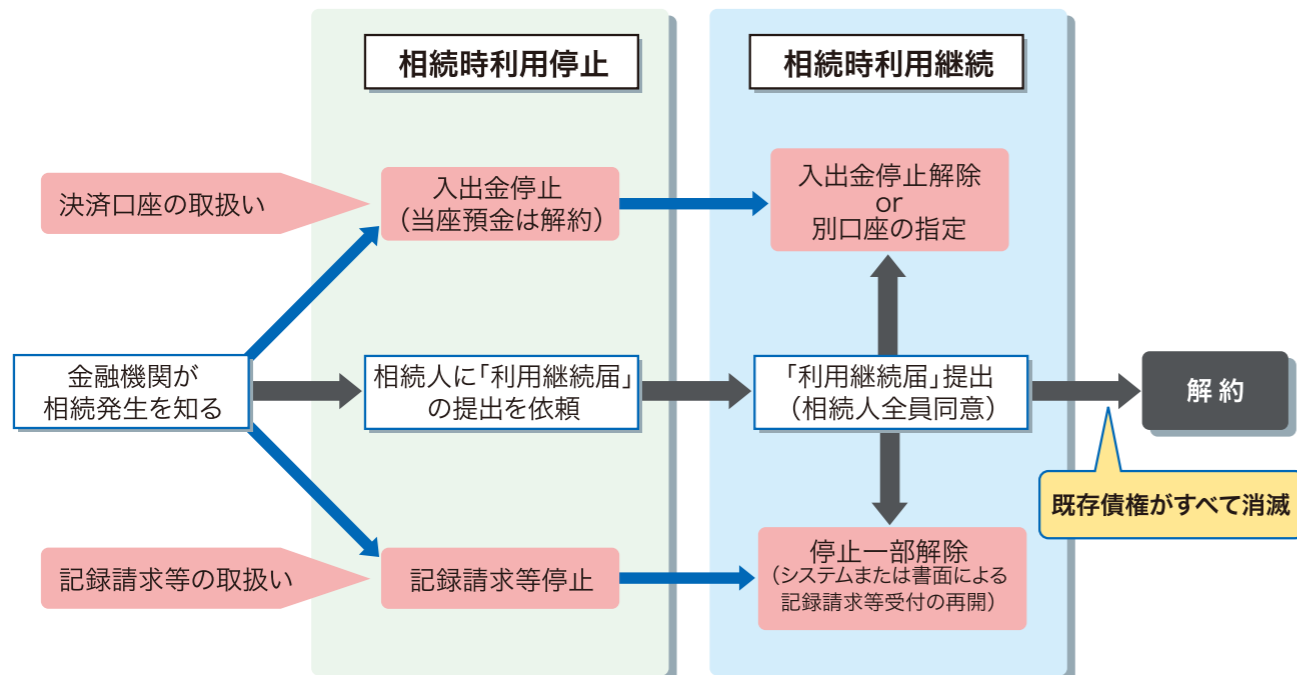 相続時利用停止
相続時利用継続
決済口座の取扱い
入出金停止
（当座預金は解約）
入出金停止解除
or
別口座の指定
金融機関が
相続発生を知る
相続人に「利用継続届」
の提出を依頼
「利用継続届」提出
（相続人全員同意）
解 約
既存債権がすべて消滅
記録請求等の取扱い
記録請求等停止
停止一部解除
（システムまたは書面による
記録請求等受付の再開）